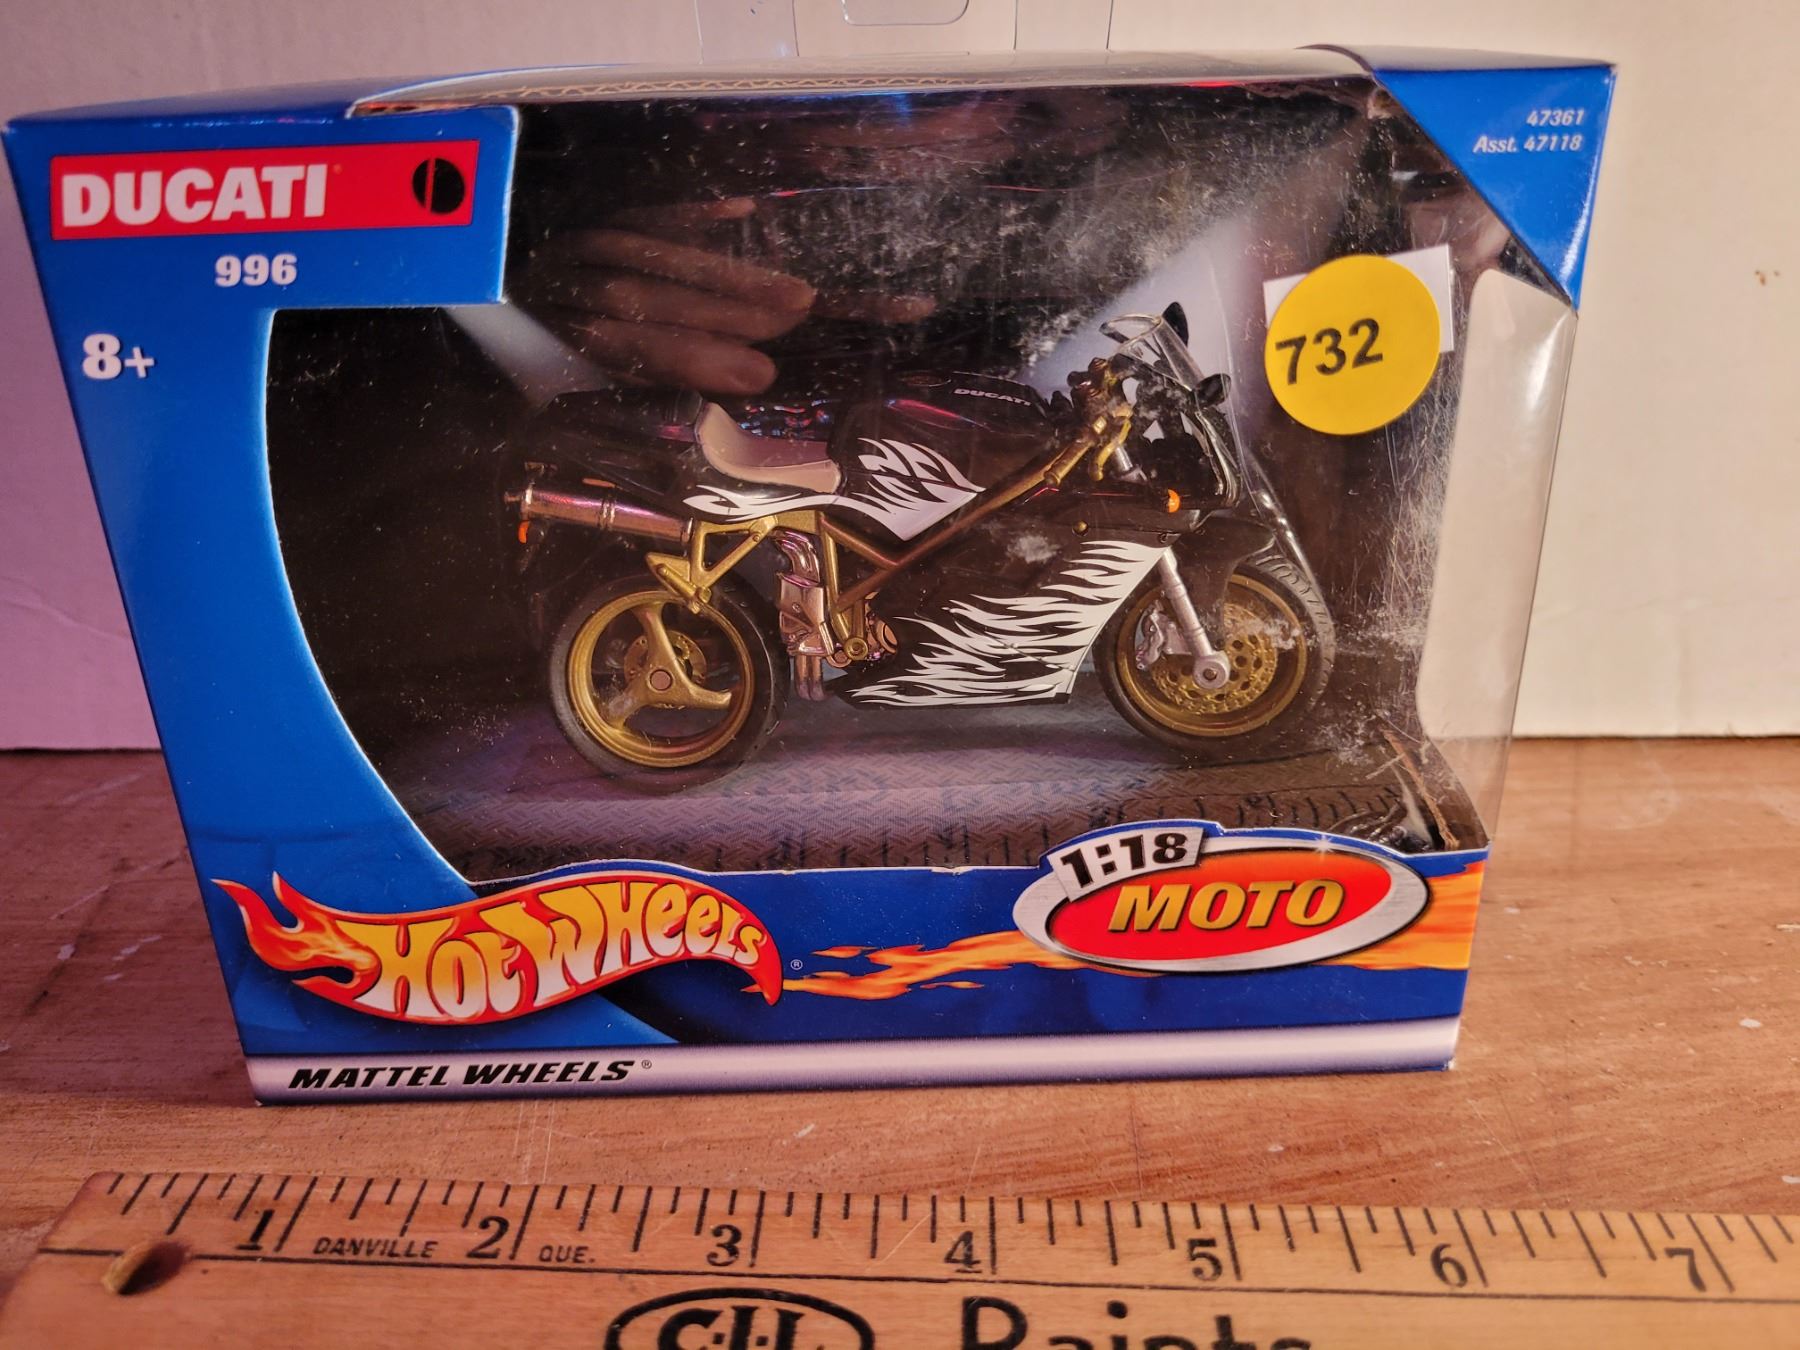 47361
Asst. 47118
DUCATI
996
8+
732
DUCATI
1:18
MOTO
HOT WHEELS ®
MATTEL WHEELS ®
1 2 3 4 5 6 7
DANVILLE QUE.
C·I·L Paints